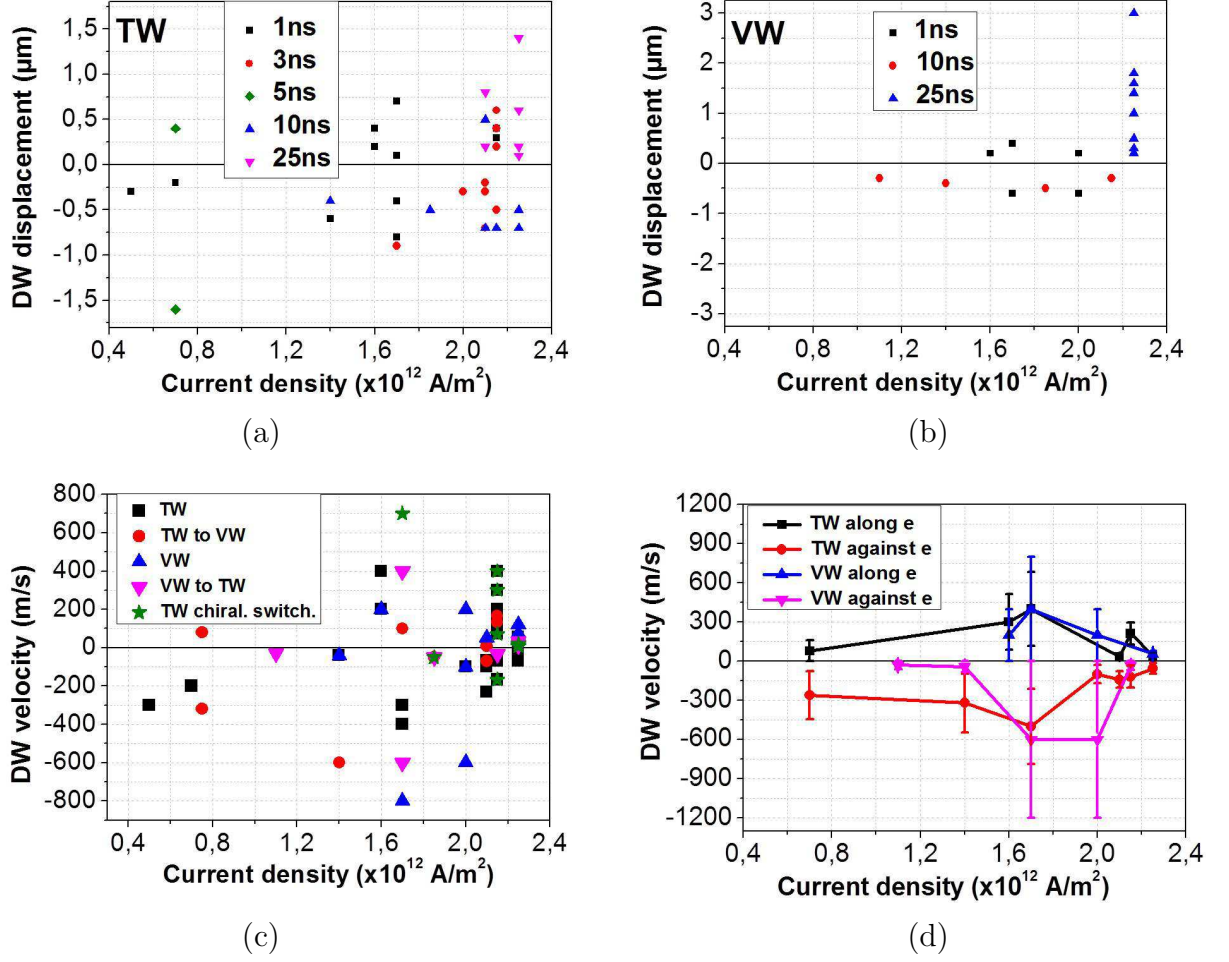 TW
1ns
3ns
5ns
10ns
25ns
1,5
1,0
0,5
0,0
-0,5
-1,0
-1,5
DW displacement (μm)
0,4 0,8 1,2 1,6 2,0 2,4
Current density (x10¹² A/m²)
(a)
VW
1ns
10ns
25ns
3
2
1
0
-1
-2
-3
DW displacement (μm)
0,4 0,8 1,2 1,6 2,0 2,4
Current density (x10¹² A/m²)
(b)
TW
TW to VW
VW
VW to TW
TW chiral. switch.
800
600
400
200
0
-200
-400
-600
-800
DW velocity (m/s)
0,4 0,8 1,2 1,6 2,0 2,4
Current density (x10¹² A/m²)
(c)
TW along e
TW against e
VW along e
VW against e
1200
900
600
300
0
-300
-600
-900
-1200
DW velocity (m/s)
0,4 0,8 1,2 1,6 2,0 2,4
Current density (x10¹² A/m²)
(d)